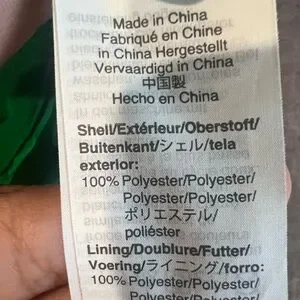 Made in China
Fabriqué en Chine
in China Hergestellt
Vervaardigd in China
中国製
Hecho en China
Shell/Extérieur/Oberstoff/
Buitenkant/シェル/tela
exterior:
100% Polyester/Polyester/
Polyester/Polyester/
ポリエステル/
poliéster
Lining/Doublure/Futter/
Voering/ライニング/forro:
100% Polyester/Polyester/
Polyester/Polyester/